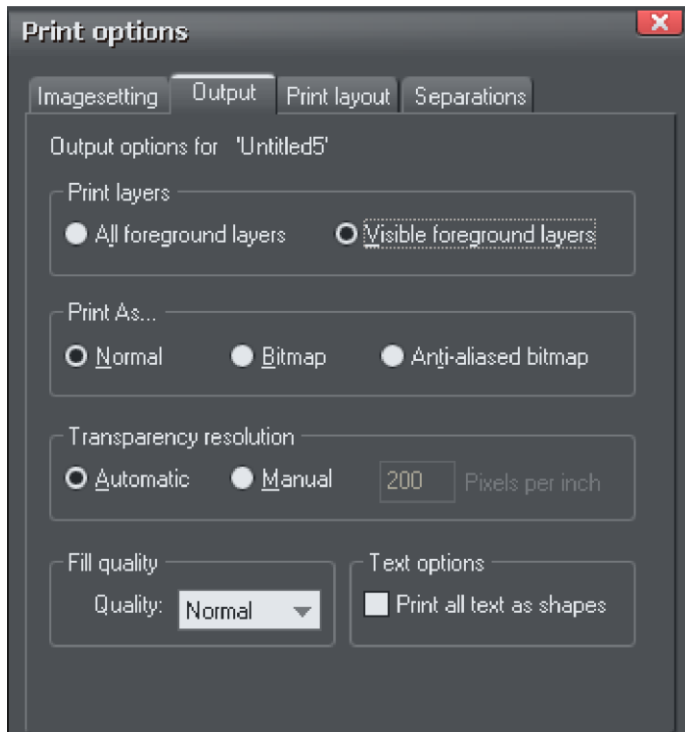 Print options
Imagesetting Output Print layout Separations
Output options for 'Untitled5'
Print layers
All foreground layers Visible foreground layers
Print As...
Normal Bitmap Anti-aliased bitmap
Transparency resolution
Automatic Manual 200 Pixels per inch
Fill quality Text options
Quality: Normal Print all text as shapes